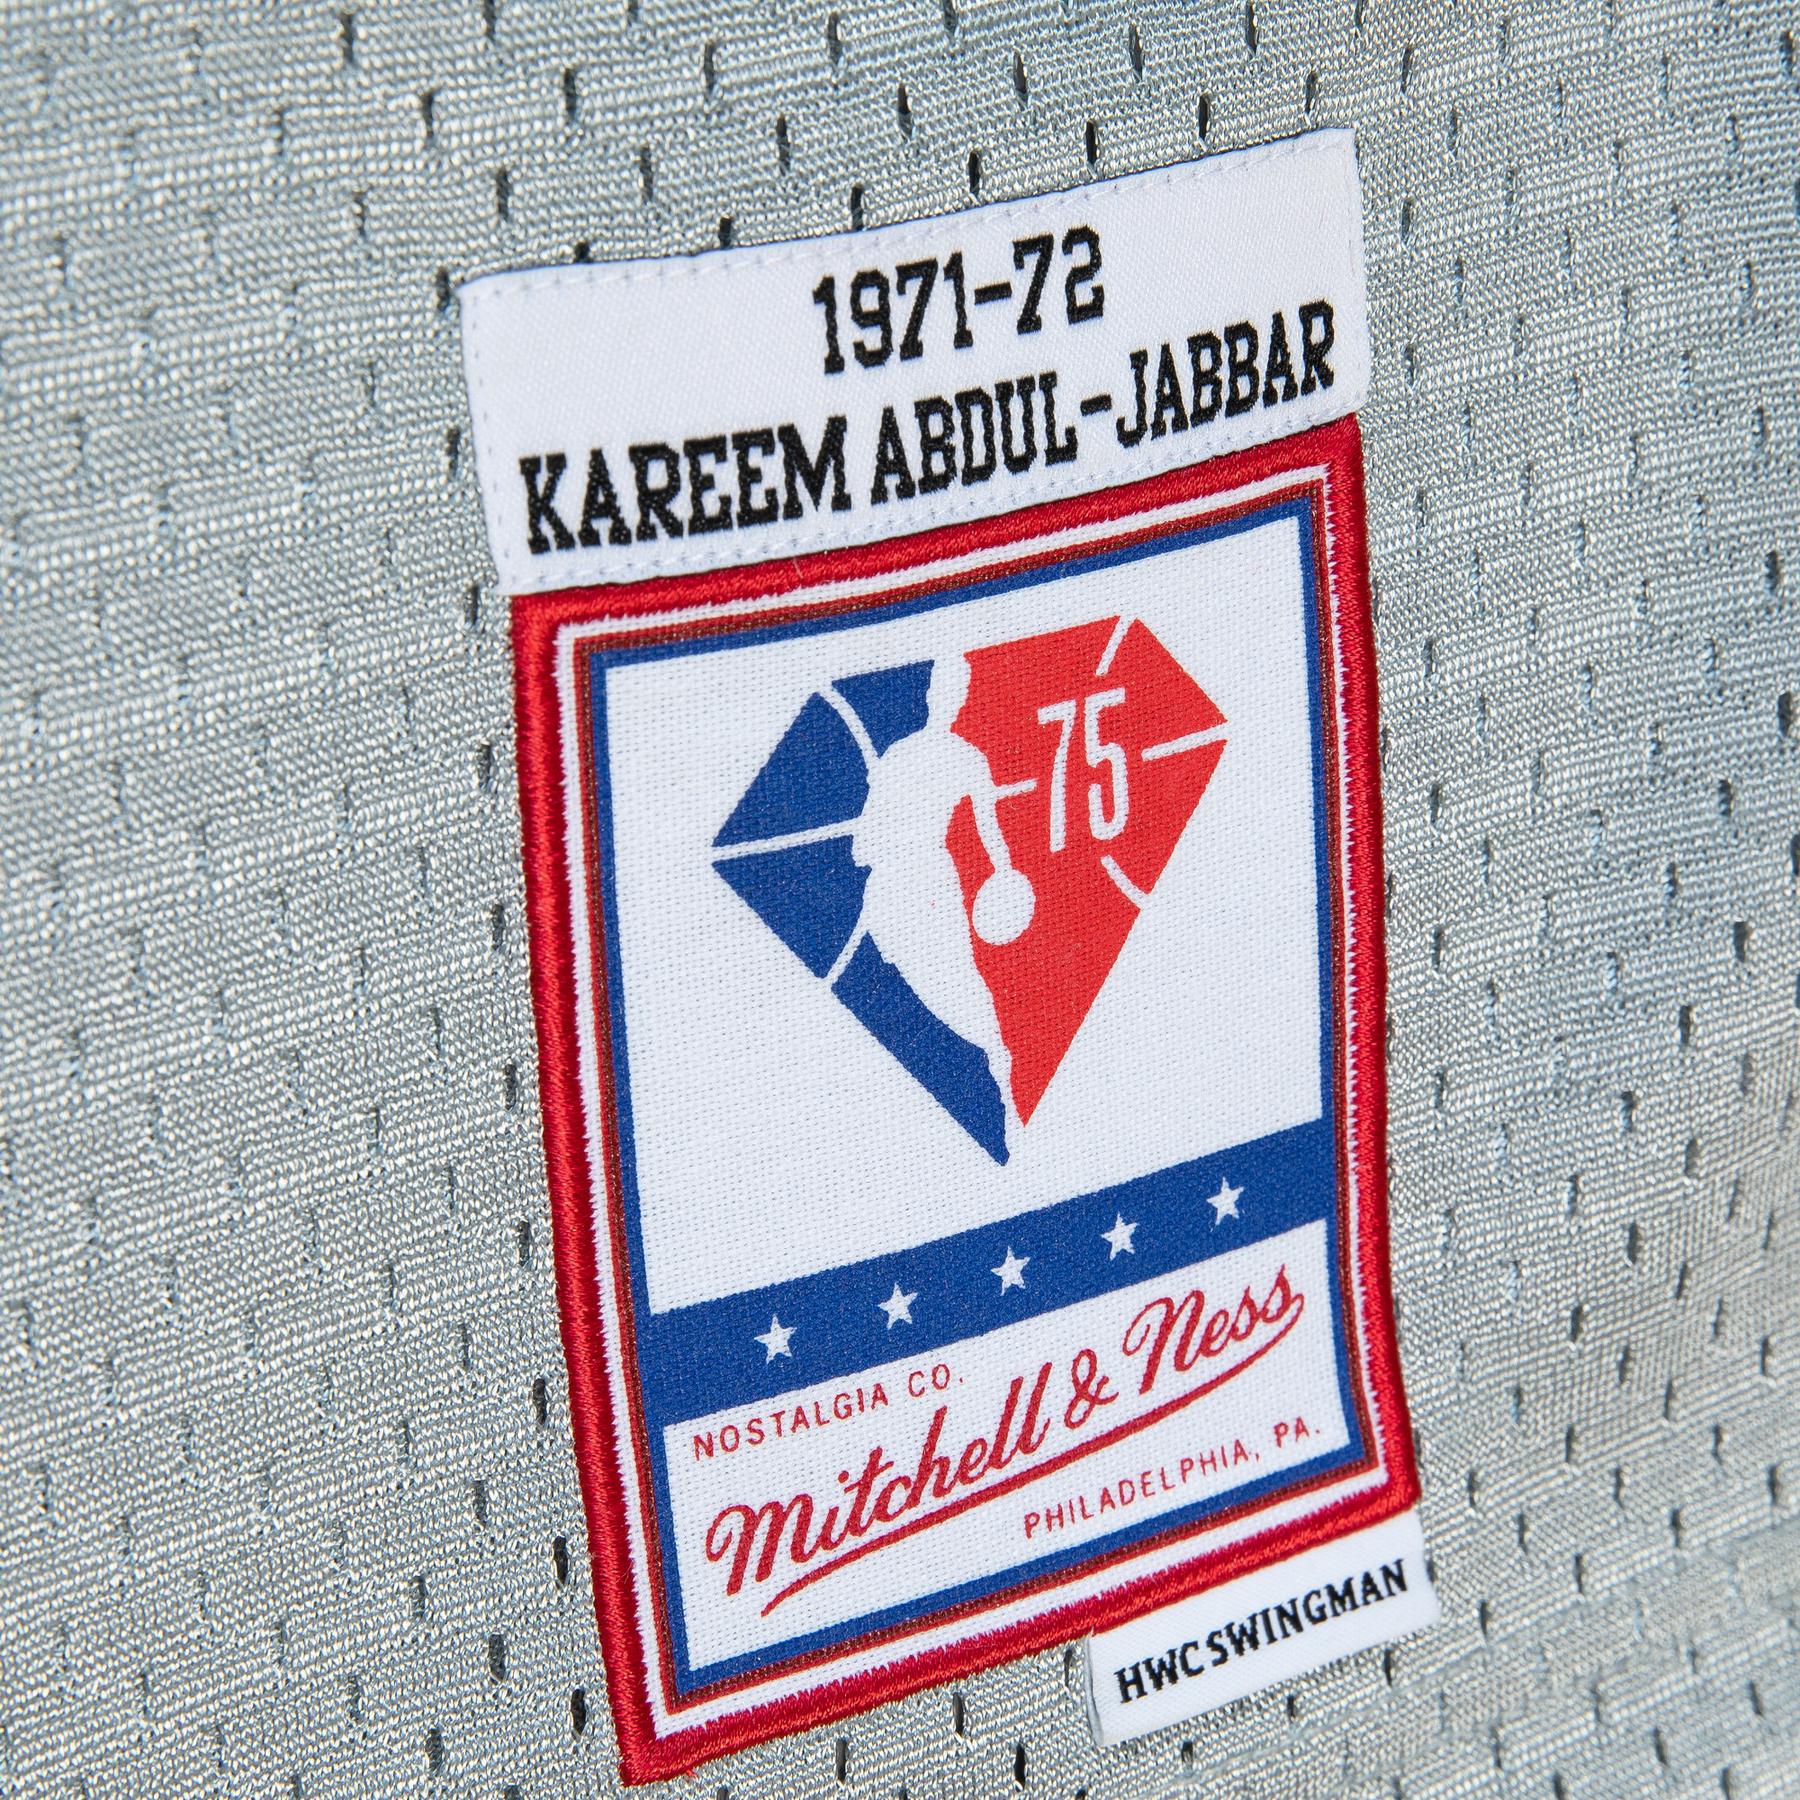 1971-72
KAREEM ABDUL-JABBAR
75
NOSTALGIA CO.
Mitchell & Ness
PHILADELPHIA, PA.
HWC SWINGMAN